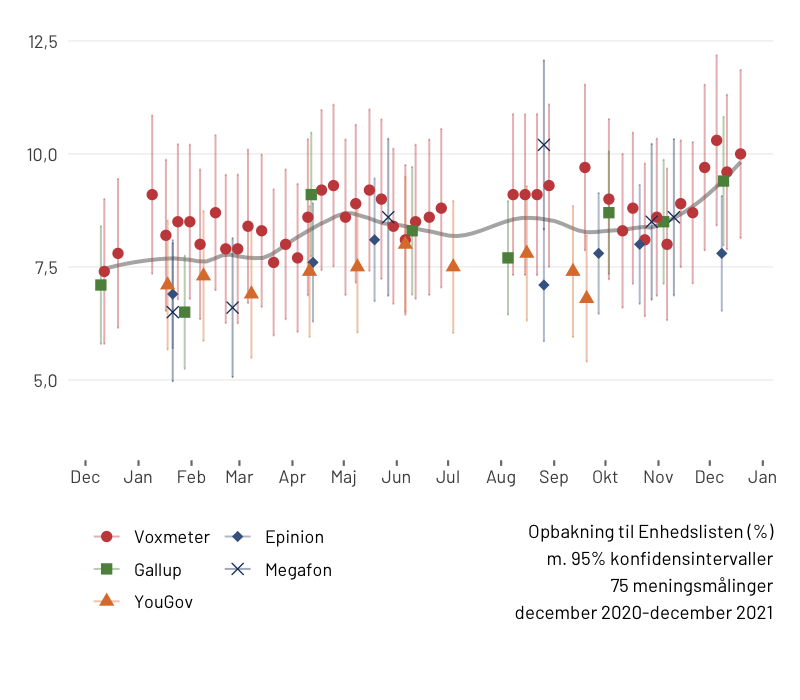 12,5
10,0
7,5
5,0
Dec Jan Feb Mar Apr Maj Jun Jul Aug Sep Okt Nov Dec Jan
Voxmeter Epinion
Gallup Megafon
YouGov
Opbakning til Enhedslisten (%)
m. 95% konfidensintervaller
75 meningsmålinger
december 2020-december 2021